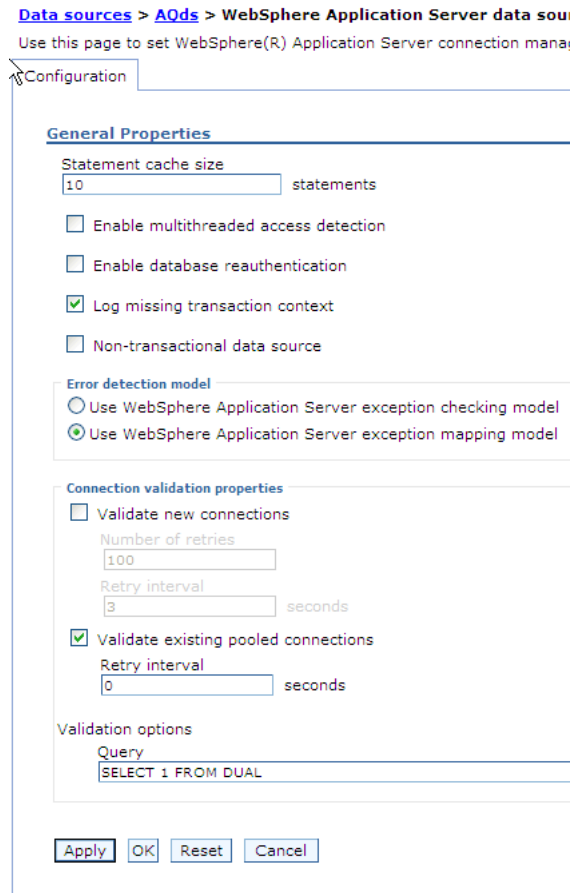 Data sources > AQds > WebSphere Application Server data sou
Use this page to set WebSphere(R) Application Server connection mana
Configuration
General Properties
Statement cache size
10 statements
Enable multithreaded access detection
Enable database reauthentication
Log missing transaction context
Non-transactional data source
Error detection model
Use WebSphere Application Server exception checking model
Use WebSphere Application Server exception mapping model
Connection validation properties
Validate new connections
Number of retries
100
Retry interval
3 seconds
Validate existing pooled connections
Retry interval
0 seconds
Validation options
Query
SELECT 1 FROM DUAL
Apply OK Reset Cancel